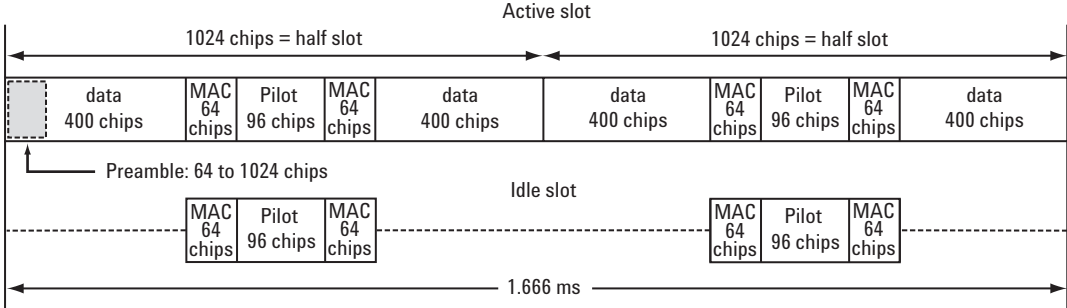 Active slot
1024 chips = half slot
1024 chips = half slot
data
400 chips
MAC
64
chips
Pilot
96 chips
MAC
64
chips
data
400 chips
data
400 chips
MAC
64
chips
Pilot
96 chips
MAC
64
chips
data
400 chips
Preamble: 64 to 1024 chips
Idle slot
MAC
64
chips
Pilot
96 chips
MAC
64
chips
MAC
64
chips
Pilot
96 chips
MAC
64
chips
1.666 ms